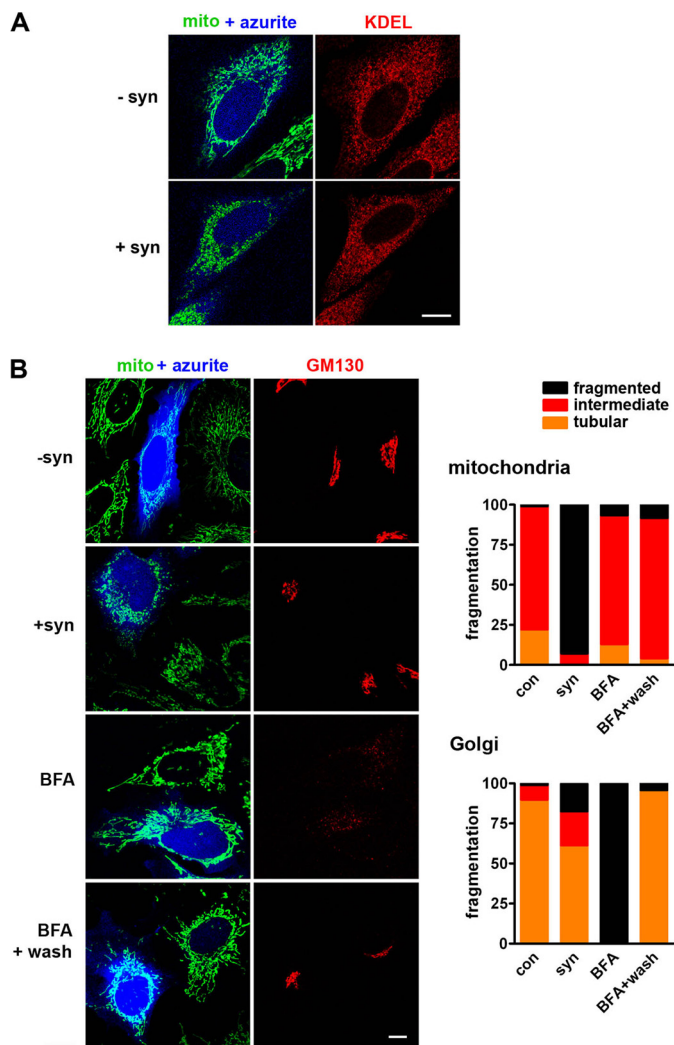 A
mito + azurite
KDEL
- syn
+ syn
B
mito + azurite
GM130
-syn
+syn
BFA
BFA
+ wash
fragmented
intermediate
tubular
mitochondria
100
75
50
25
0
fragmentation
con
syn
BFA
BFA+wash
Golgi
100
75
50
25
0
fragmentation
con
syn
BFA
BFA+wash